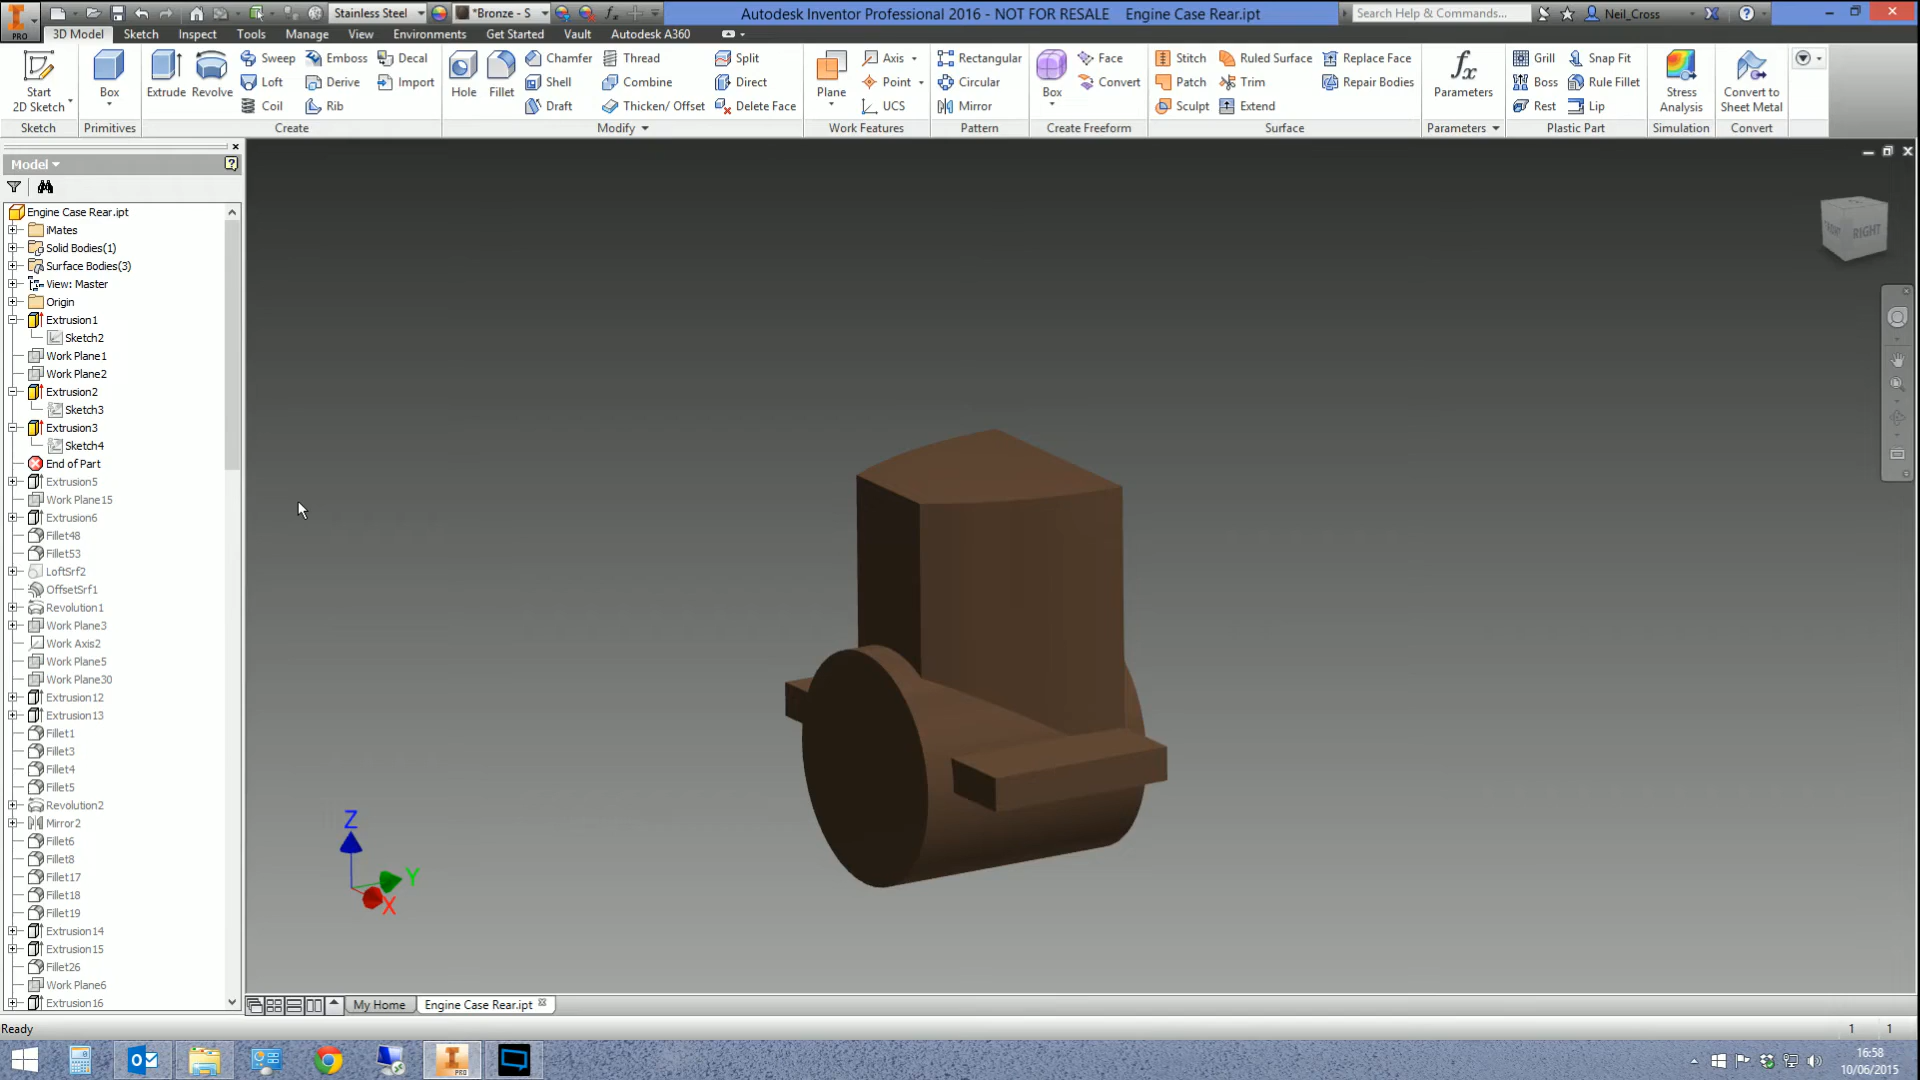 Stainless Steel
*Bronze - S
Autodesk Inventor Professional 2016 - NOT FOR RESALE Engine Case Rear.ipt
Search Help & Commands...
Neil_Cross
PRO
3D Model Sketch Inspect Tools Manage View Environments Get Started Vault Autodesk A360
Start
2D Sketch
Box
Extrude
Revolve
Sweep
Loft
Coil
Emboss
Derive
Rib
Decal
Import
Hole
Fillet
Chamfer
Shell
Draft
Thread
Combine
Thicken/ Offset
Split
Direct
Delete Face
Plane
Axis
Point
UCS
Rectangular
Circular
Mirror
Box
Face
Convert
Stitch
Patch
Sculpt
Ruled Surface
Trim
Extend
Replace Face
Repair Bodies
fx
Parameters
Grill
Boss
Rest
Snap Fit
Rule Fillet
Lip
Stress
Analysis
Convert to
Sheet Metal
Sketch Primitives Create Modify Work Features Pattern Create Freeform Surface Parameters Plastic Part Simulation Convert
Model
Engine Case Rear.ipt
iMates
Solid Bodies(1)
Surface Bodies(3)
View: Master
Origin
Extrusion1
Sketch2
Work Plane1
Work Plane2
Extrusion2
Sketch3
Extrusion3
Sketch4
End of Part
Extrusion5
Work Plane15
Extrusion6
Fillet48
Fillet53
LoftSrf2
OffsetSrf1
Revolution1
Work Plane3
Work Axis2
Work Plane5
Work Plane30
Extrusion12
Extrusion13
Fillet1
Fillet3
Fillet4
Fillet5
Revolution2
Mirror2
Fillet6
Fillet8
Fillet17
Fillet18
Fillet19
Extrusion14
Extrusion15
Fillet26
Work Plane6
Extrusion16
RIGHT
Z
Y
X
My Home
Engine Case Rear.ipt
Ready
1 1
PRO
16:58
10/06/2015